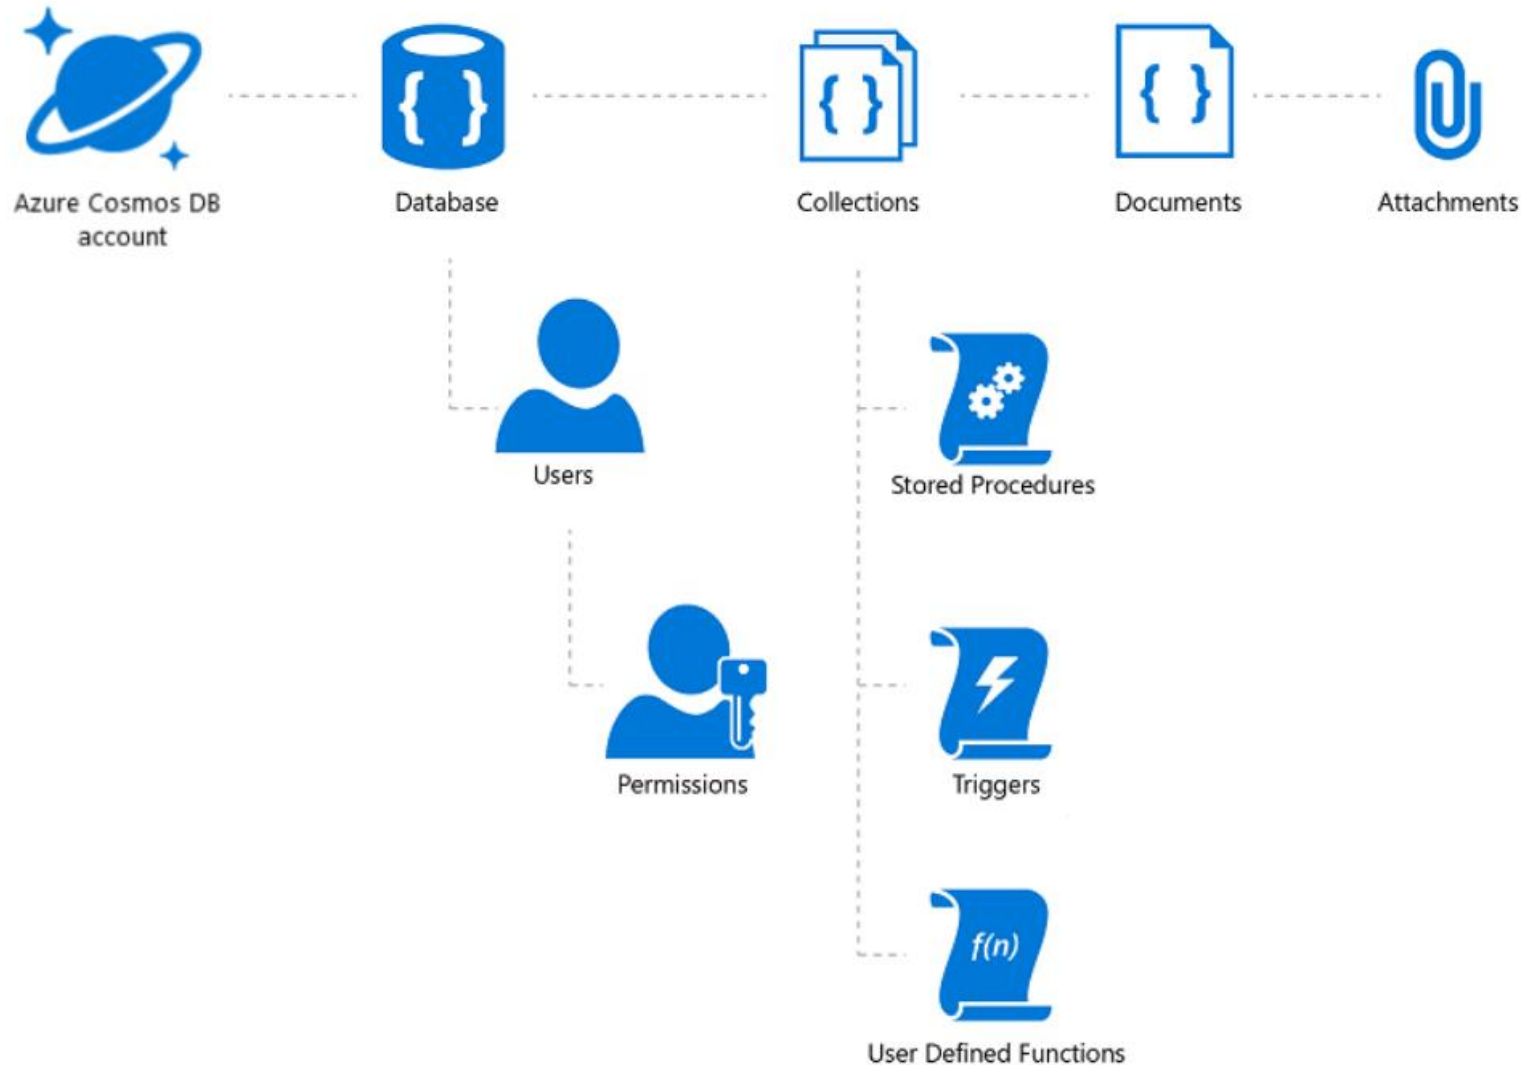 Azure Cosmos DB
account
Database
Collections
Documents
Attachments
Users
Stored Procedures
Permissions
Triggers
f(n)
User Defined Functions